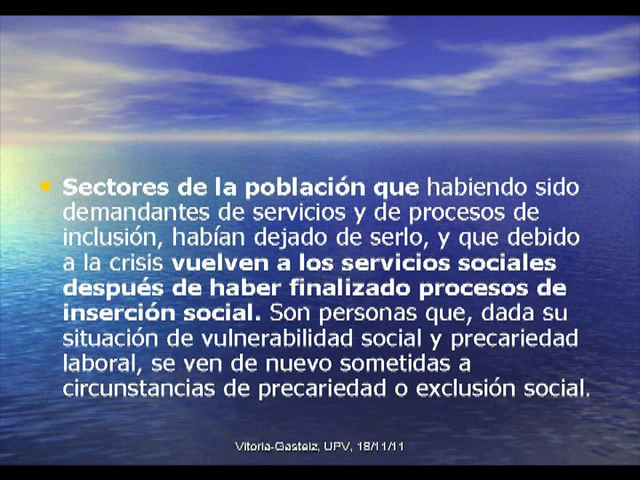 Sectores de la población que habiendo sido
demandantes de servicios y de procesos de
inclusión, habían dejado de serlo, y que debido
a la crisis vuelven a los servicios sociales
después de haber finalizado procesos de
inserción social. Son personas que, dada su
situación de vulnerabilidad social y precariedad
laboral, se ven de nuevo sometidas a
circunstancias de precariedad o exclusión social.
Vitoria-Gasteiz, UPV, 18/11/11